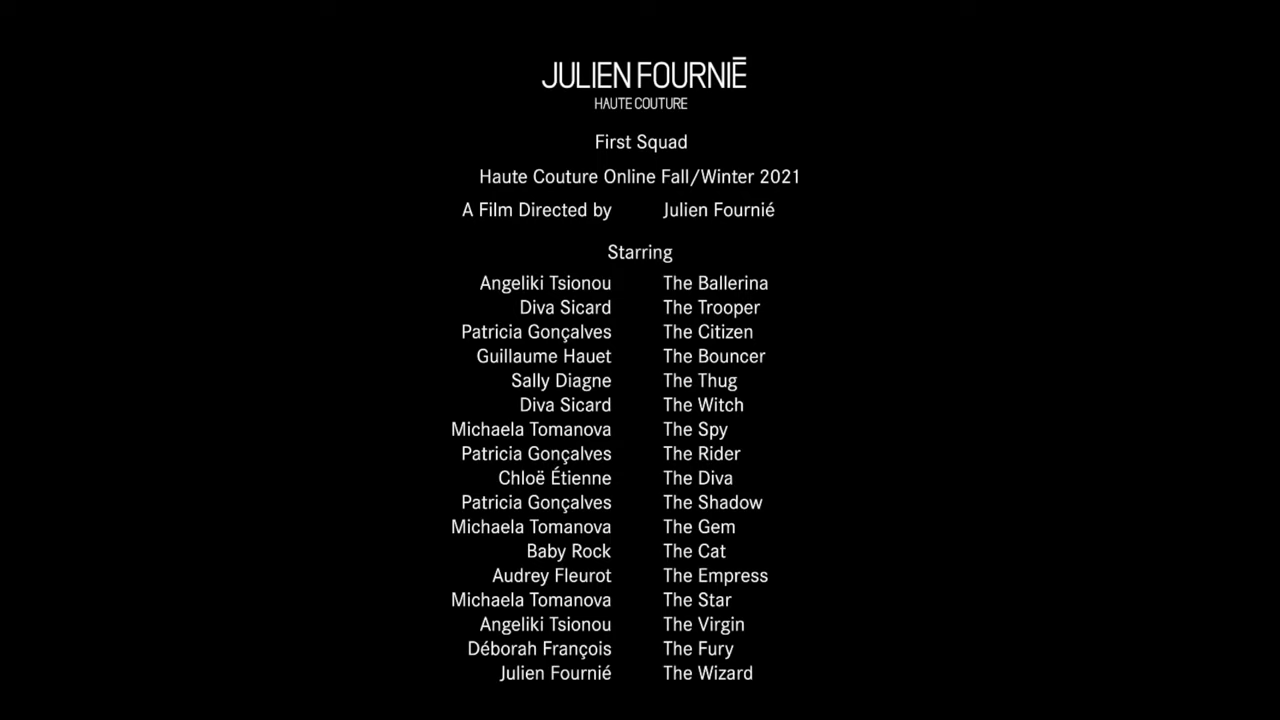 JULIEN FOURNIĒ
HAUTE COUTURE
First Squad
Haute Couture Online Fall/Winter 2021
A Film Directed by Julien Fournié
Starring
Angeliki Tsionou The Ballerina
Diva Sicard The Trooper
Patricia Gonçalves The Citizen
Guillaume Hauet The Bouncer
Sally Diagne The Thug
Diva Sicard The Witch
Michaela Tomanova The Spy
Patricia Gonçalves The Rider
Chloë Étienne The Diva
Patricia Gonçalves The Shadow
Michaela Tomanova The Gem
Baby Rock The Cat
Audrey Fleurot The Empress
Michaela Tomanova The Star
Angeliki Tsionou The Virgin
Déborah François The Fury
Julien Fournié The Wizard